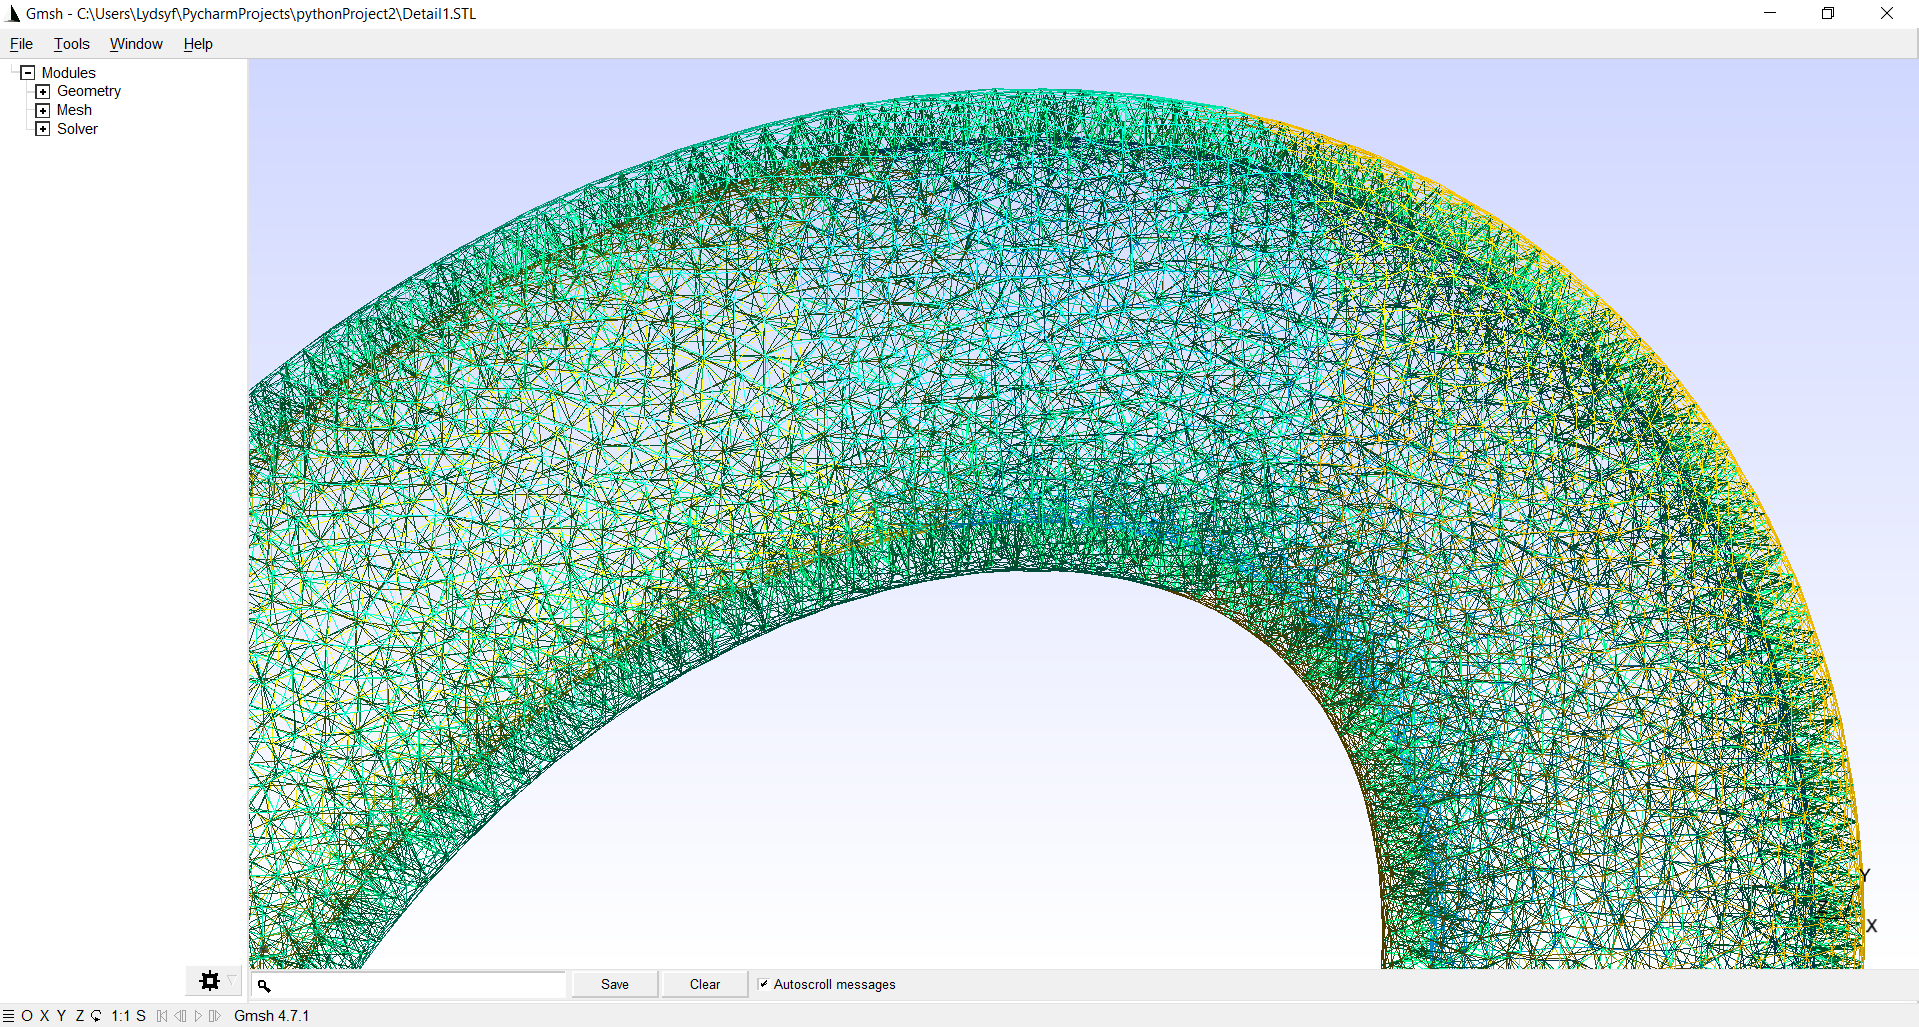 Gmsh - C:\Users\Lydsyf\PycharmProjects\pythonProject2\Detail1.STL
File Tools Window Help
Modules
Geometry
Mesh
Solver
Y
Z
X
Save Clear Autoscroll messages
O X Y Z 1:1 S Gmsh 4.7.1